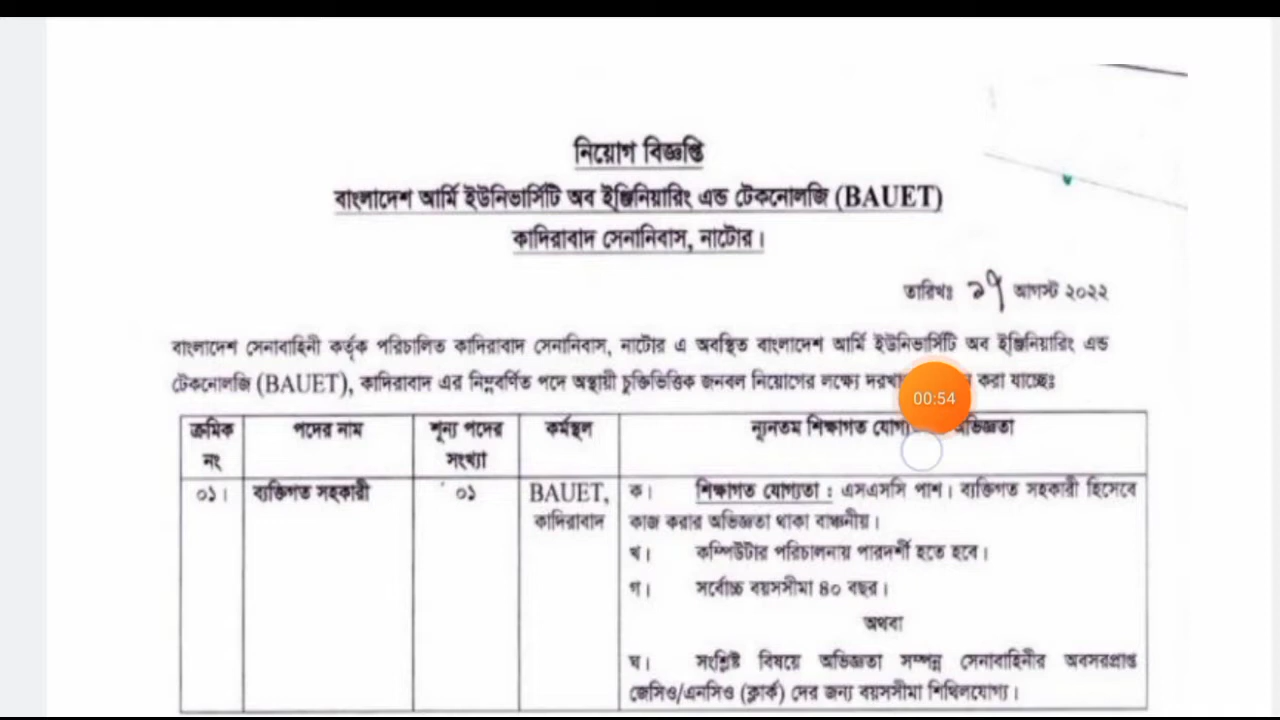 নিয়োগ বিজ্ঞপ্তি
বাংলাদেশ আর্মি ইউনিভার্সিটি অব ইঞ্জিনিয়ারিং এন্ড টেকনোলজি (BAUET)
কাদিরাবাদ সেনানিবাস, নাটোর।
তারিখঃ ১৭ আগস্ট ২০২২
বাংলাদেশ সেনাবাহিনী কর্তৃক পরিচালিত কাদিরাবাদ সেনানিবাস, নাটোর এ অবস্থিত বাংলাদেশ আর্মি ইউনিভার্সিটি অব ইঞ্জিনিয়ারিং এন্ড
টেকনোলজি (BAUET), কাদিরাবাদ এর নিম্নবর্ণিত পদে অস্থায়ী চুক্তিভিত্তিক জনবল নিয়োগের লক্ষ্যে করা যাচ্ছেঃ
00:54
ক্রমিক নং
পদের নাম
শূন্য পদের সংখ্যা
কর্মস্থল
ন্যূনতম শিক্ষাগত অভিজ্ঞতা
০১।
ব্যক্তিগত সহকারী
০১
BAUET,
কাদিরাবাদ
ক। শিক্ষাগত যোগ্যতা : এসএসসি পাশ। ব্যক্তিগত সহকারী হিসেবে
কাজ করার অভিজ্ঞতা থাকা বাঞ্চনীয়।
খ। কম্পিউটার পরিচালনায় পারদর্শী হতে হবে।
গ। সর্বোচ্চ বয়সসীমা ৪০ বছর।
অথবা
ঘ। সংশ্লিষ্ট বিষয়ে অভিজ্ঞতা সম্পন্ন সেনাবাহিনীর অবসরপ্রাপ্ত
জেসিও/এনসিও (ক্লার্ক) দের জন্য বয়সসীমা শিথিলযোগ্য।